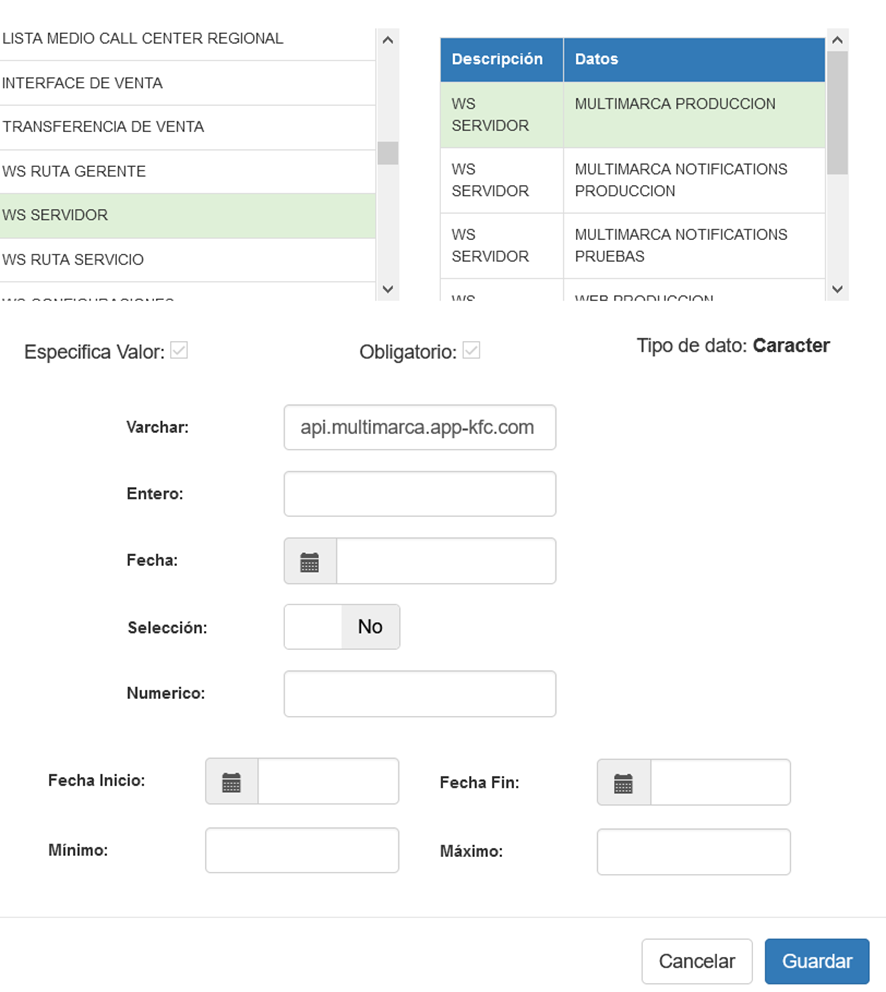 LISTA MEDIO CALL CENTER REGIONAL
INTERFACE DE VENTA
TRANSFERENCIA DE VENTA
WS RUTA GERENTE
WS SERVIDOR
WS RUTA SERVICIO
WS CONFIGURACIONES
Descripción Datos
WS SERVIDOR
MULTIMARCA PRODUCCION
WS SERVIDOR
MULTIMARCA NOTIFICATIONS
PRODUCCION
WS SERVIDOR
MULTIMARCA NOTIFICATIONS
PRUEBAS
WS
WEB PRODUCCION
Especifica Valor:
Obligatorio:
Tipo de dato: Caracter
Varchar: api.multimarca.app-kfc.com
Entero:
Fecha:
Selección: No
Numerico:
Fecha Inicio: Fecha Fin:
Mínimo: Máximo:
Cancelar Guardar